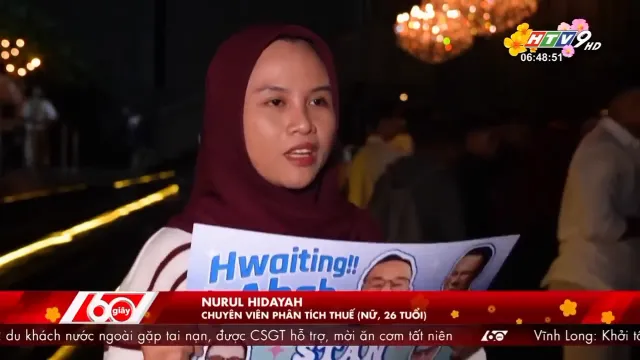 HTV9 HD
06:48:51
Hwaiting!!
Abah
NURUL HIDAYAH
CHUYÊN VIÊN PHÂN TÍCH THUẾ (NỮ, 26 TUỔI)
60 giây
du khách nước ngoài gặp tai nạn, được CSGT hỗ trợ, mời ăn cơm tất niên
60
Vĩnh Long: Khởi